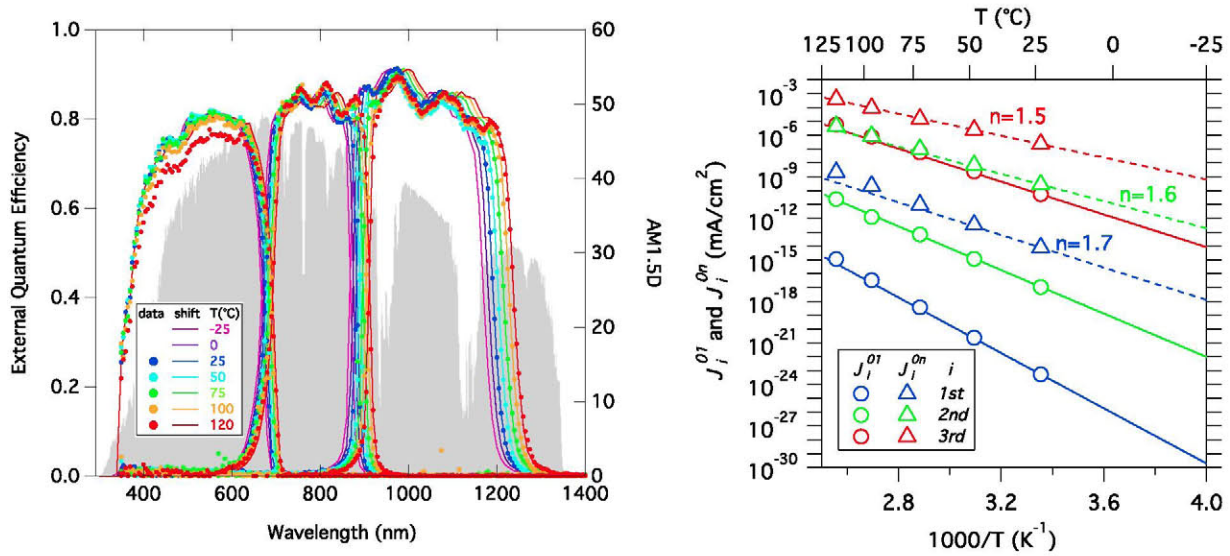 1.0
0.8
0.6
0.4
0.2
0.0
External Quantum Efficiency
60
50
40
30
20
10
0
AM1.5D
data shift T(°C)
-25
0
25
50
75
100
120
400 600 800 1000 1200 1400
Wavelength (nm)
T (°C)
125 100 75 50 25 0 -25
10⁻³
10⁻⁶
10⁻⁹
10⁻¹²
10⁻¹⁵
10⁻¹⁸
10⁻²¹
10⁻²⁴
10⁻²⁷
10⁻³⁰
J_i^01 and J_i^0n (mA/cm²)
n=1.5
n=1.6
n=1.7
J_i^01 J_i^0n i
1st
2nd
3rd
2.8 3.2 3.6 4.0
1000/T (K⁻¹)